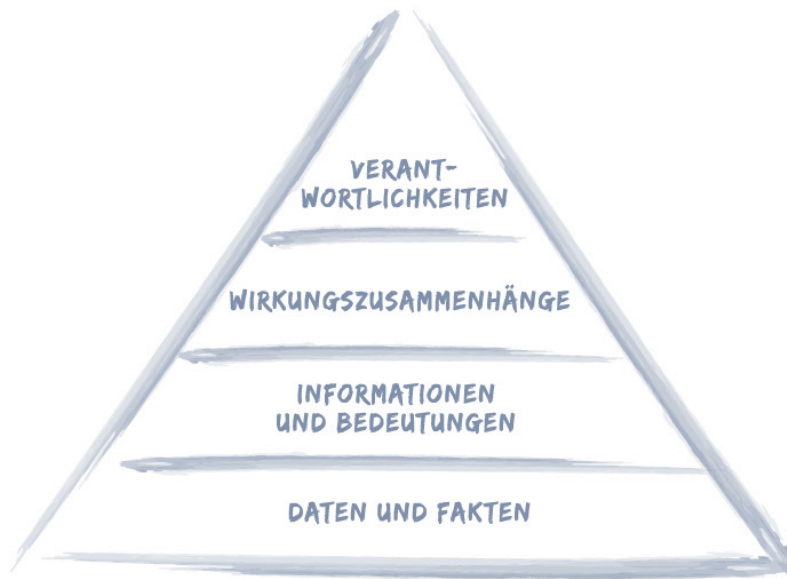 VERANT-
WORTLICHKEITEN
WIRKUNGSZUSAMMENHÄNGE
INFORMATIONEN
UND BEDEUTUNGEN
DATEN UND FAKTEN